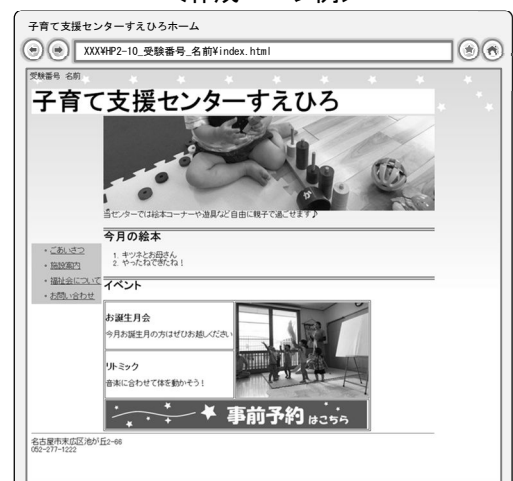 子育て支援センターすえひろホーム
XXX¥HP2-10_受験番号_名前¥index.html
受験番号 名前
子育て支援センターすえひろ
当センターでは絵本コーナーや遊具など自由に親子で過ごせます♪
今月の絵本
・ごあいさつ
・施設案内
・福祉会について
・お問い合わせ
1. キツネとお母さん
2. やったねできたね!
イベント
お誕生月会
今月お誕生月の方はぜひお越しください
リトミック
音楽に合わせて体を動かそう!
事前予約 はこちら
名古屋市末広区池が丘2-66
052-277-1222